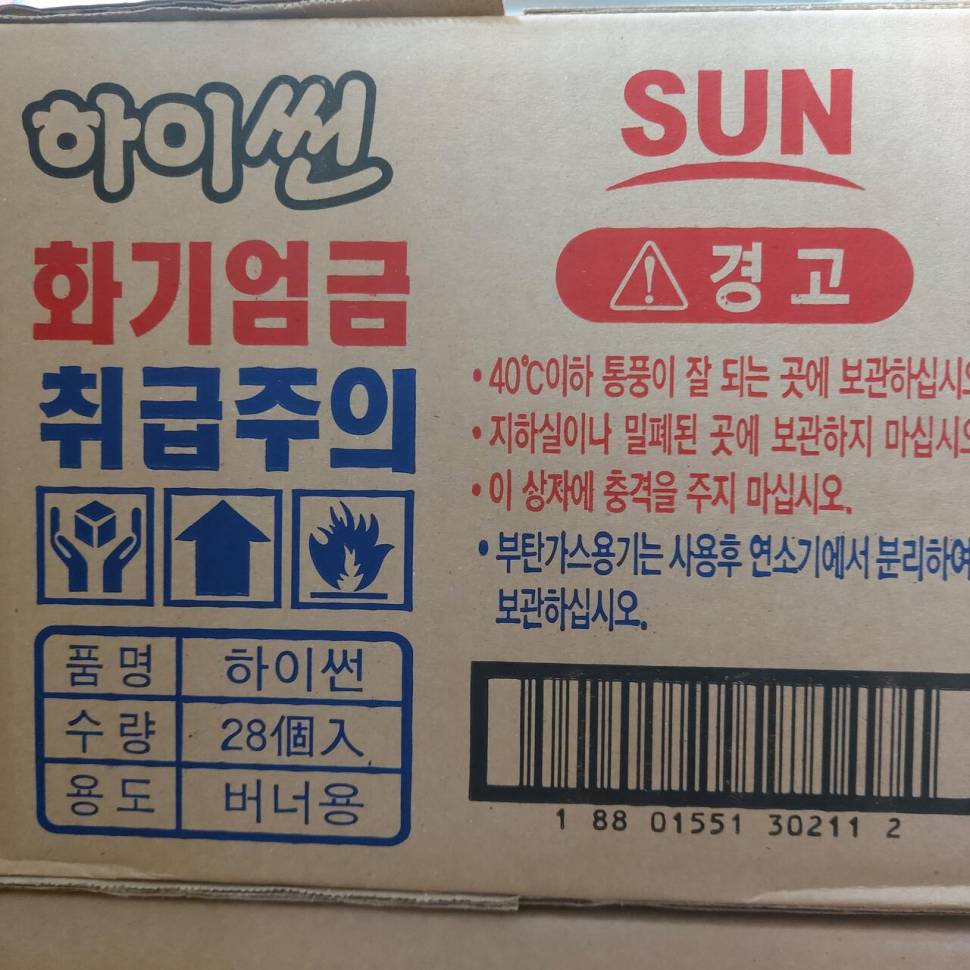 하이썬
화기엄금
취급주의
품명 하이썬
수량 28個入
용도 버너용
SUN
경고
• 40℃이하 통풍이 잘 되는 곳에 보관하십시오
• 지하실이나 밀폐된 곳에 보관하지 마십시오
• 이 상자에 충격을 주지 마십시오.
• 부탄가스용기는 사용후 연소기에서 분리하여
보관하십시오.
1 88 01551 30211 2